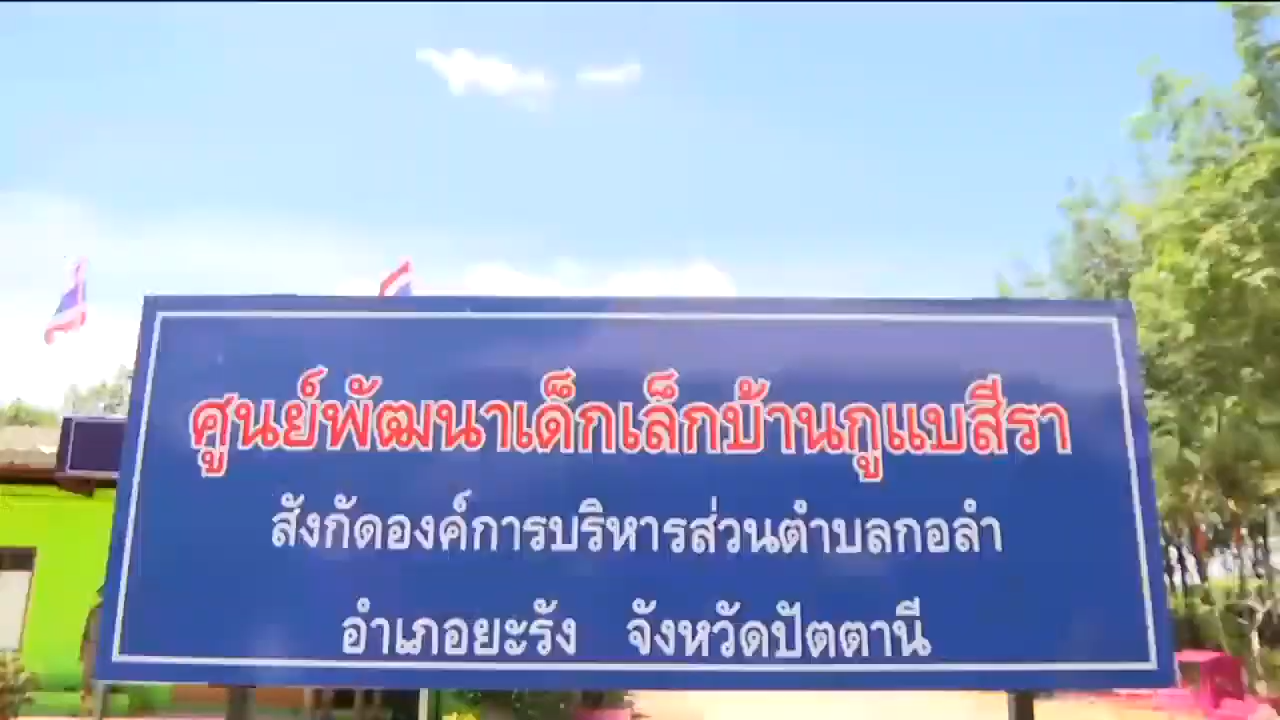 ศูนย์พัฒนาเด็กเล็กบ้านกูแบสีรา
สังกัดองค์การบริหารส่วนตำบลกอลำ
อำเภอยะรัง จังหวัดปัตตานี